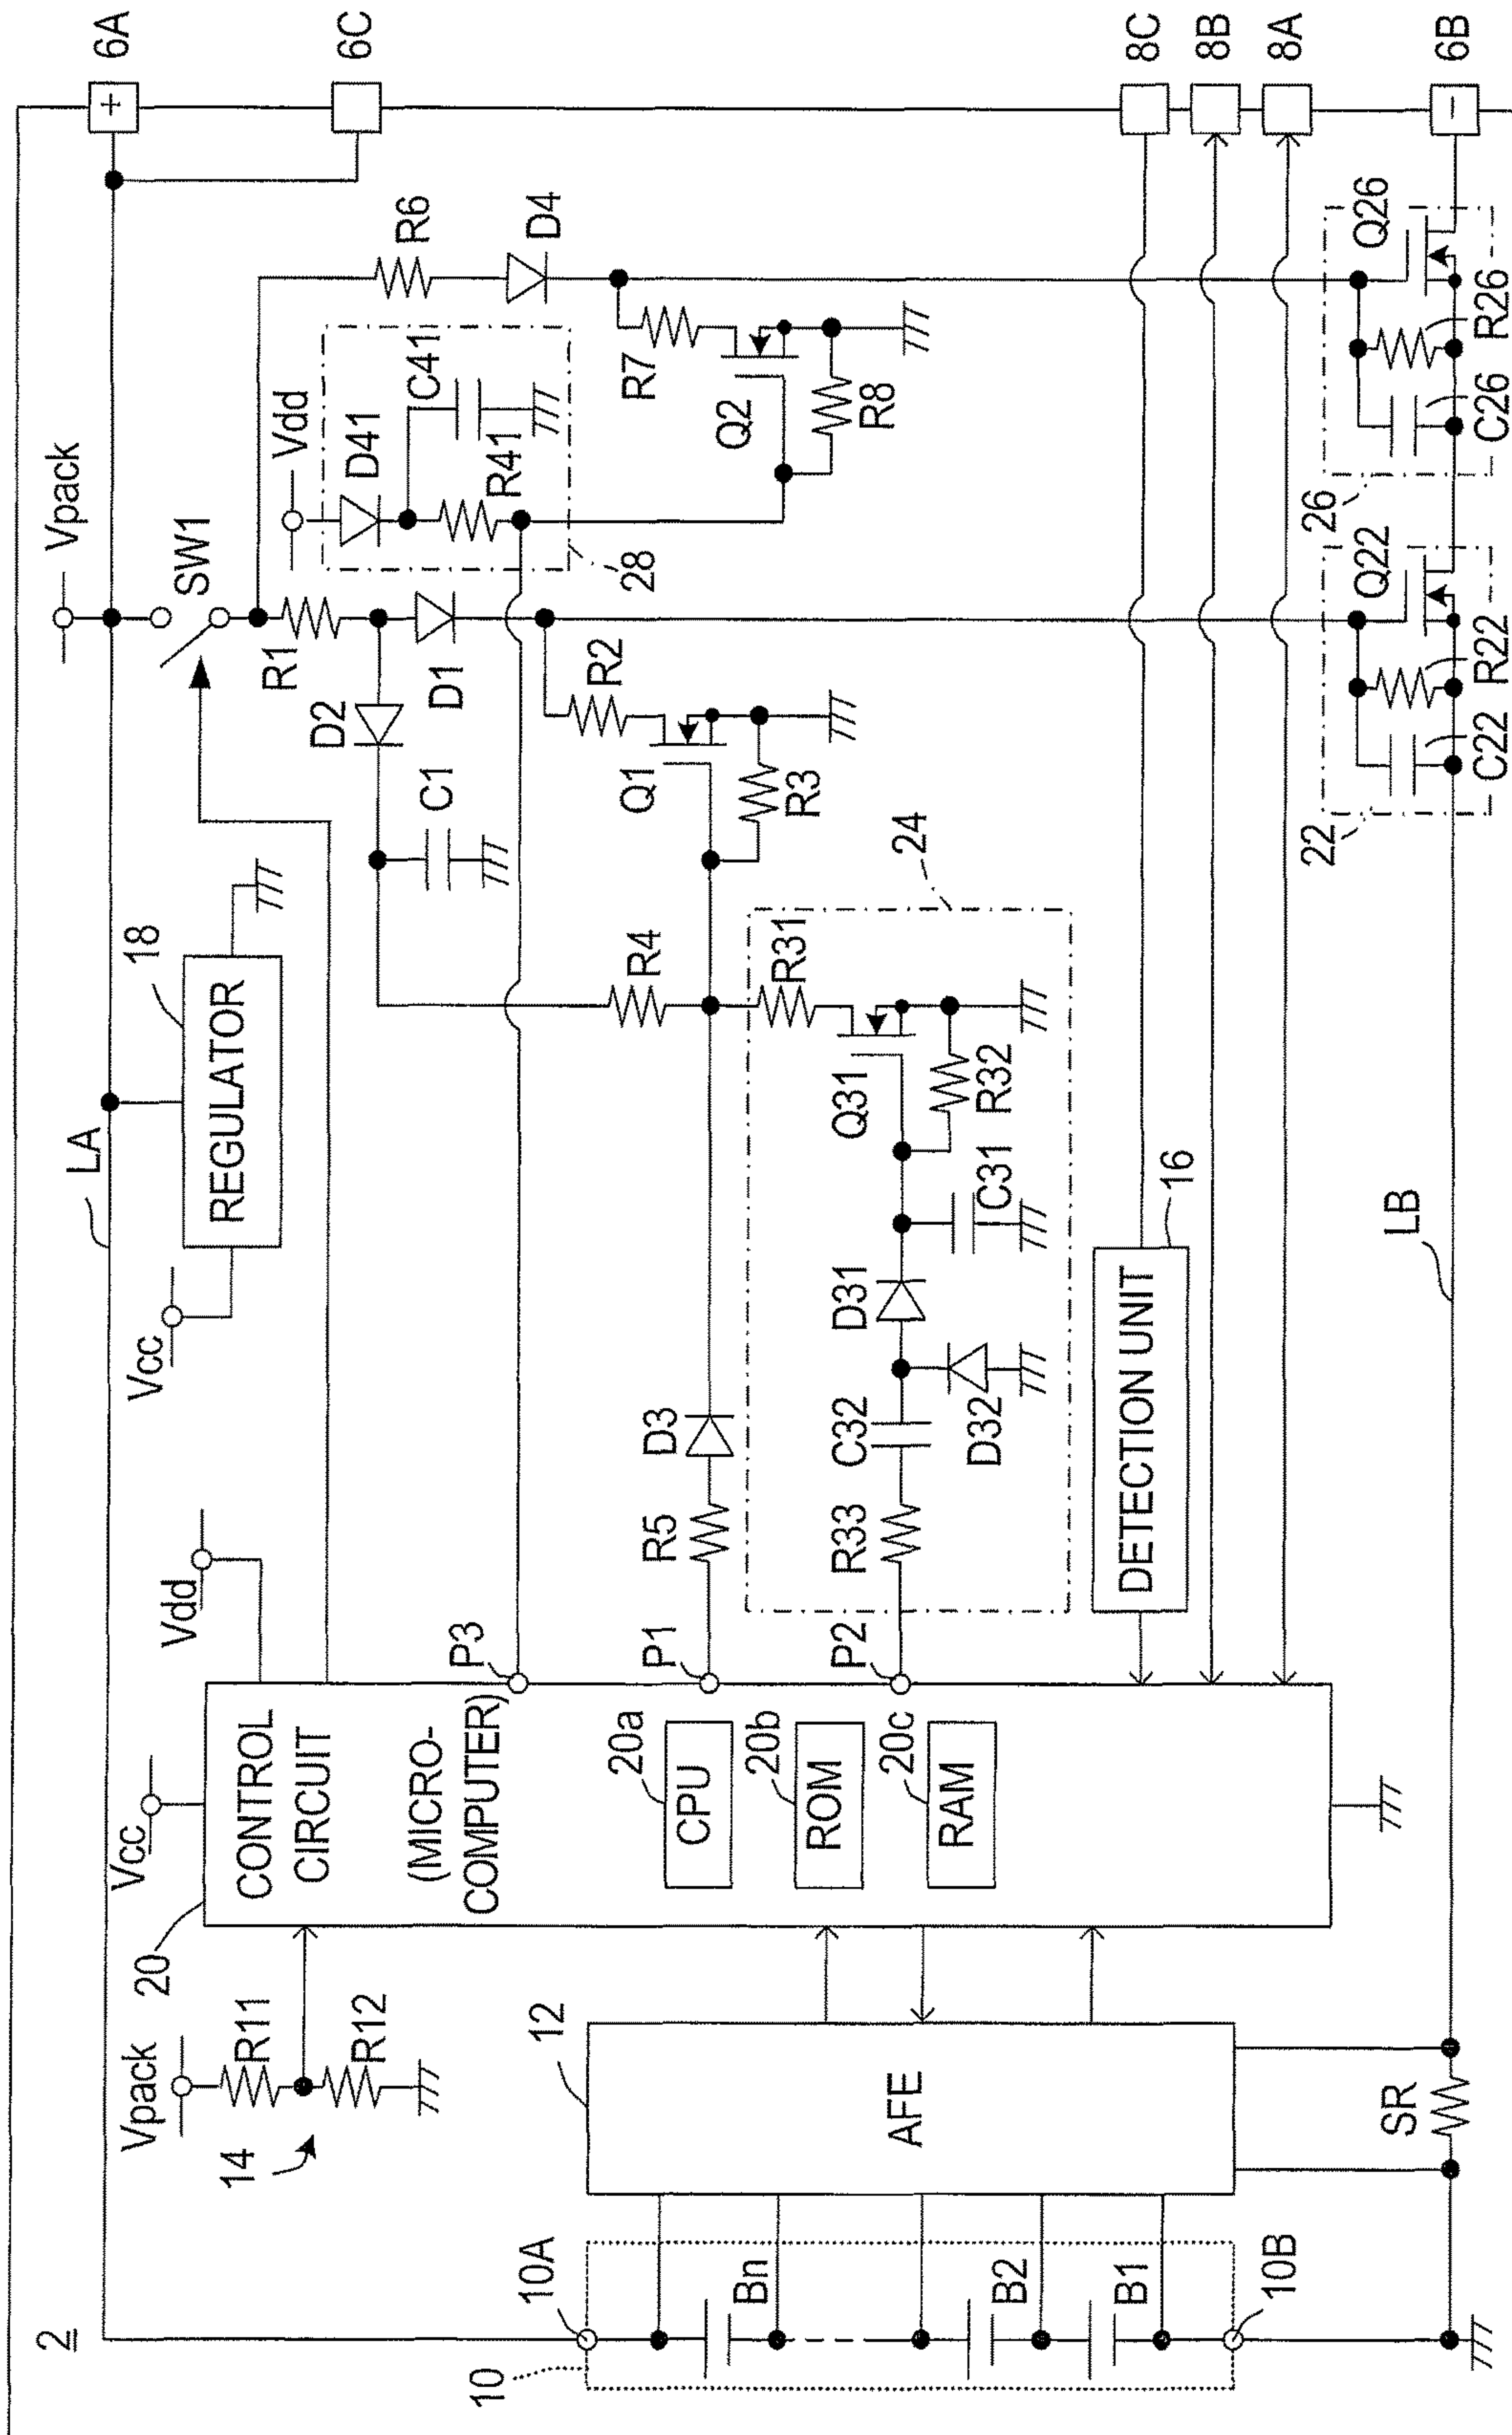 2
Vpack
6A
+
6C
SW1
Vdd
R6
D4
LA
18
REGULATOR
Vcc
R1
D41
C41
R41
28
R7
Q2
R8
D2
D1
C1
R2
Q1
R3
Vcc
Vdd
20
CONTROL
CIRCUIT
(MICRO-
COMPUTER)
20a
CPU
20b
ROM
20c
RAM
P3
P1
P2
R4
R5
D3
24
R31
Q31
R32
R33
C32
D31
D32
C31
16
DETECTION UNIT
8C
8B
8A
6B
-
Vpack
R11
R12
14
12
AFE
10A
10
Bn
B2
B1
10B
SR
LB
22
Q22
R22
C22
26
Q26
R26
C26